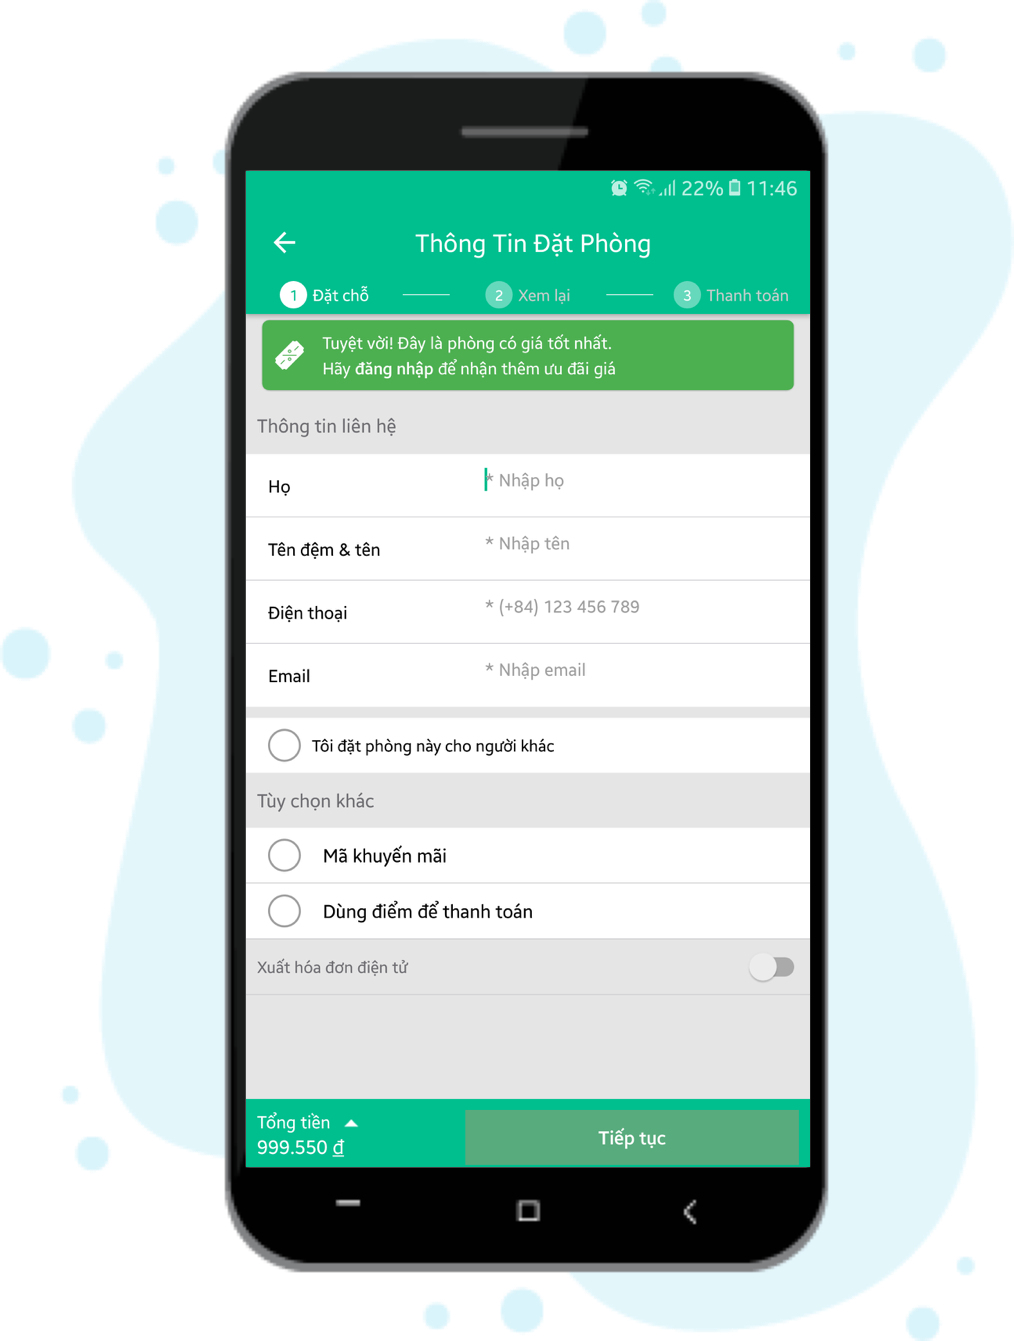 22% 11:46
Thông Tin Đặt Phòng
1 Đặt chỗ 2 Xem lại 3 Thanh toán
Tuyệt vời! Đây là phòng có giá tốt nhất.
Hãy đăng nhập để nhận thêm ưu đãi giá
Thông tin liên hệ
Họ * Nhập họ
Tên đệm & tên * Nhập tên
Điện thoại * (+84) 123 456 789
Email * Nhập email
Tôi đặt phòng này cho người khác
Tùy chọn khác
Mã khuyến mãi
Dùng điểm để thanh toán
Xuất hóa đơn điện tử
Tổng tiền
999.550 đ
Tiếp tục